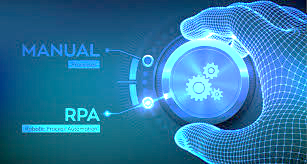 MANUAL
Processes
RPA
Robotic Process Automation